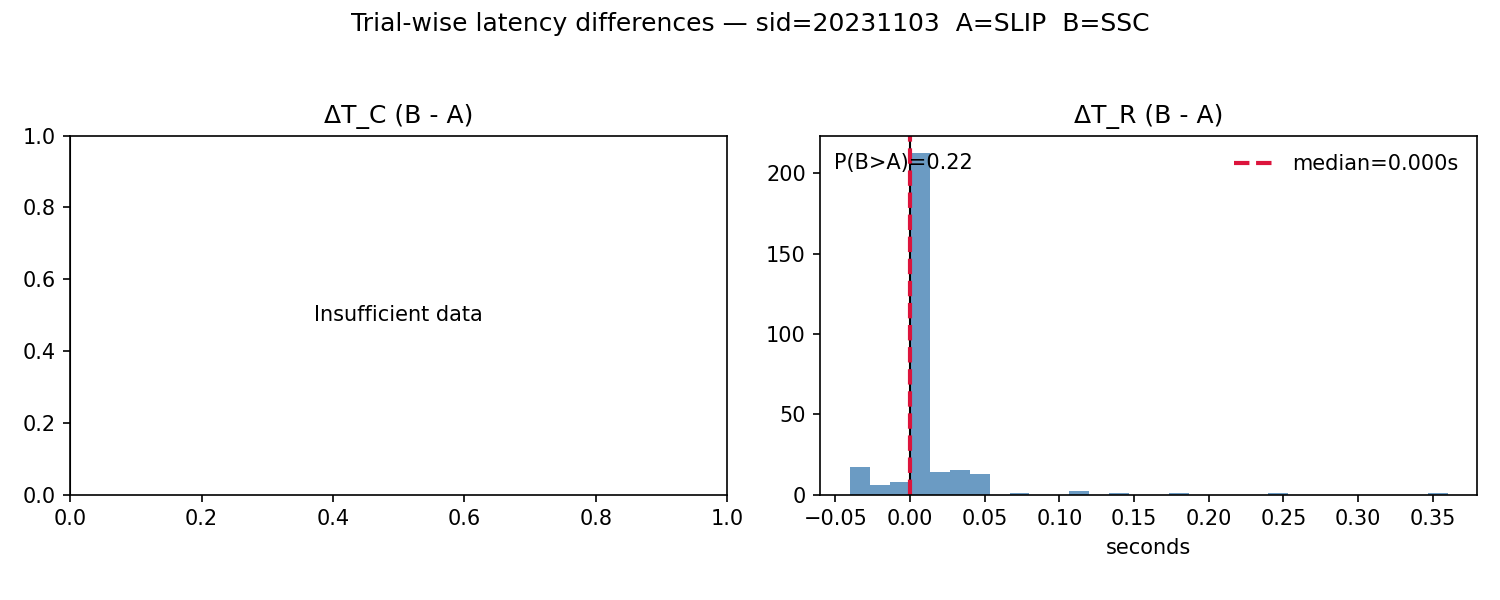 Trial-wise latency differences — sid=20231103  A=SLIP  B=SSC
ΔT_C (B - A)
1.0
0.8
0.6
0.4
0.2
0.0
Insufficient data
0.0 0.2 0.4 0.6 0.8 1.0
ΔT_R (B - A)
P(B>A)=0.22
median=0.000s
200
150
100
50
0
−0.05 0.00 0.05 0.10 0.15 0.20 0.25 0.30 0.35
seconds